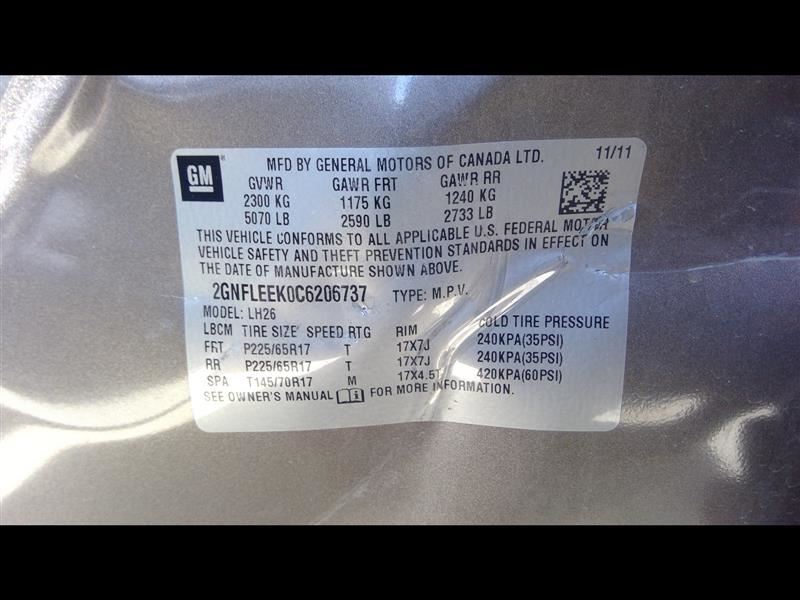 GM
MFD BY GENERAL MOTORS OF CANADA LTD. 11/11
GVWR GAWR FRT GAWR RR
2300 KG 1175 KG 1240 KG
5070 LB 2590 LB 2733 LB
THIS VEHICLE CONFORMS TO ALL APPLICABLE U.S. FEDERAL MOTOR
VEHICLE SAFETY AND THEFT PREVENTION STANDARDS IN EFFECT ON
THE DATE OF MANUFACTURE SHOWN ABOVE.
2GNFLEEK0C6206737 TYPE: M.P.V.
MODEL: LH26
LBCM TIRE SIZE SPEED RTG RIM COLD TIRE PRESSURE
FRT P225/65R17 T 17X7J 240KPA(35PSI)
RR P225/65R17 T 17X7J 240KPA(35PSI)
SPA T145/70R17 M 17X4.5T 420KPA(60PSI)
SEE OWNER'S MANUAL FOR MORE INFORMATION.